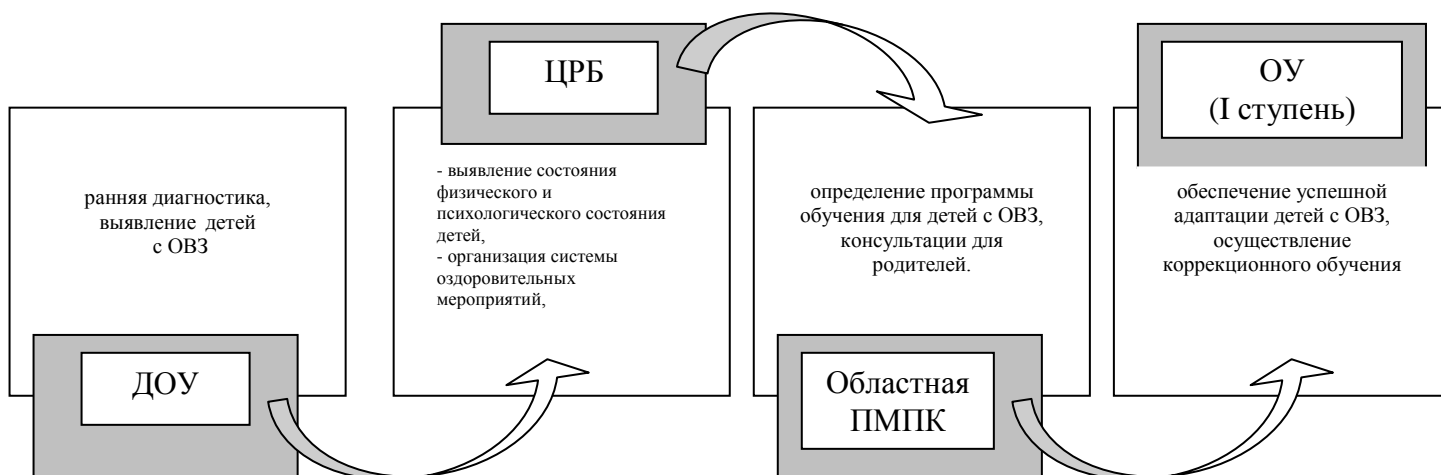 ранняя диагностика,
выявление детей
с ОВЗ
ДОУ
ЦРБ
- выявление состояния
физического и
психологического состояния
детей,
- организация системы
оздоровительных
мероприятий,
определение программы
обучения для детей с ОВЗ,
консультации для
родителей.
Областная
ПМПК
ОУ
(I ступень)
обеспечение успешной
адаптации детей с ОВЗ,
осуществление
коррекционного обучения